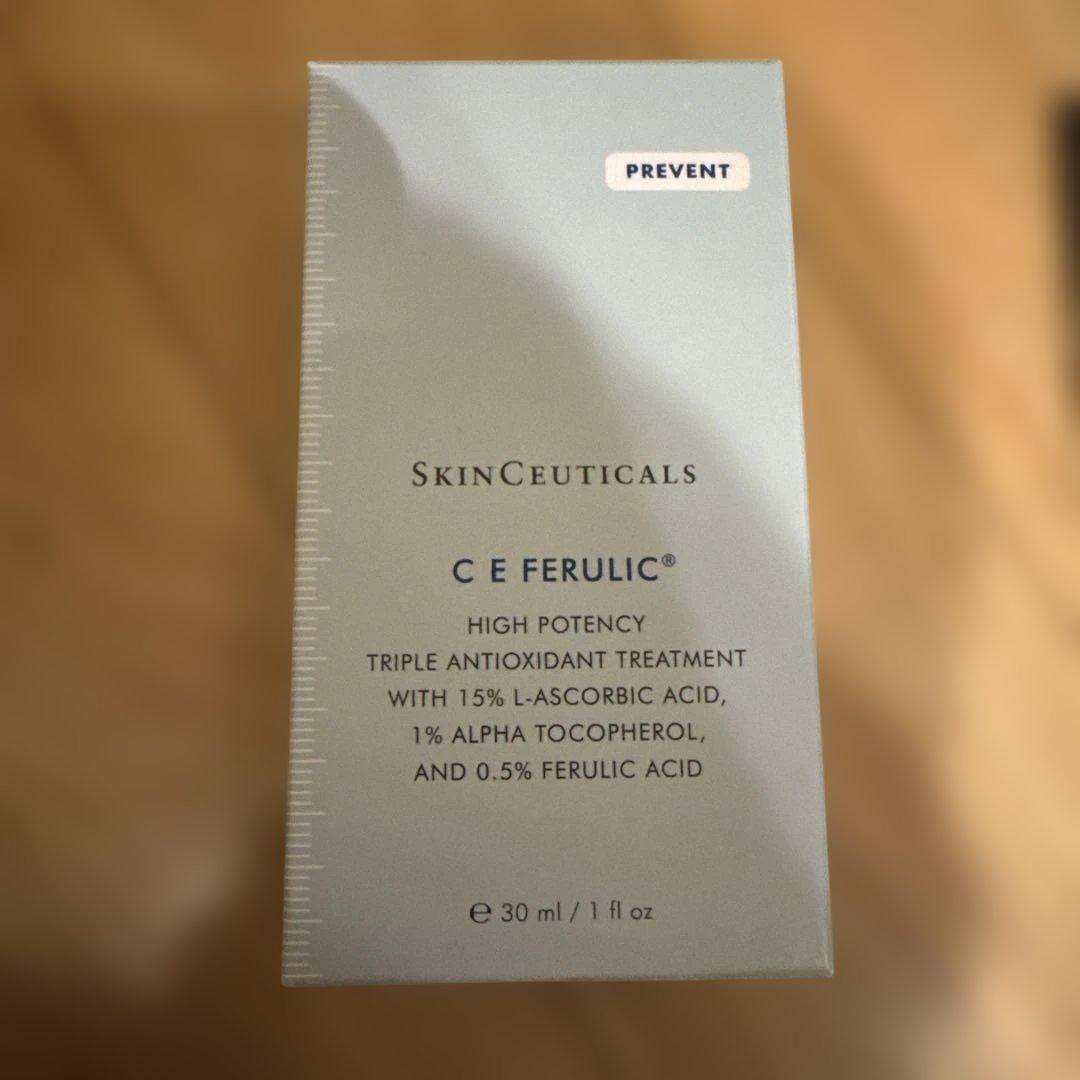 PREVENT
SKINCEUTICALS
C E FERULIC®
HIGH POTENCY
TRIPLE ANTIOXIDANT TREATMENT
WITH 15% L-ASCORBIC ACID,
1% ALPHA TOCOPHEROL,
AND 0.5% FERULIC ACID
℮ 30 ml / 1 fl oz